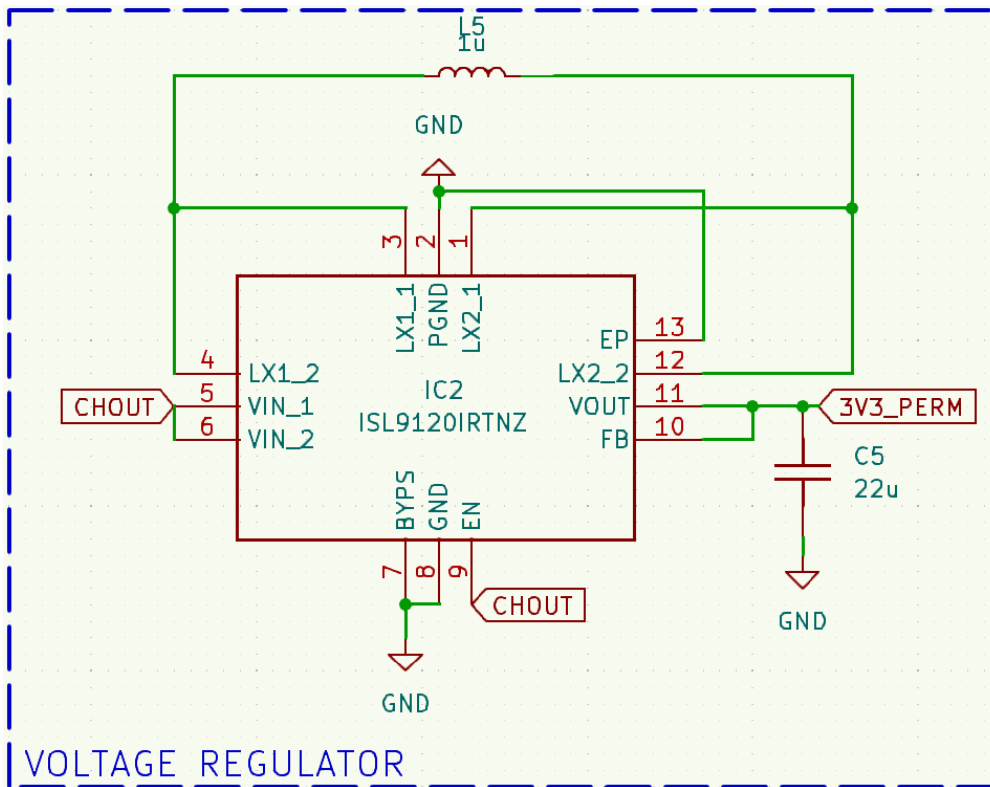 L5
1u
GND
3
2
1
LX1_1
PGND
LX2_1
EP
13
4
LX1_2
LX2_2
12
CHOUT
5
VIN_1
IC2
VOUT
11
3V3_PERM
6
VIN_2
ISL9120IRTNZ
FB
10
C5
22u
BYPS
GND
EN
7
8
9
CHOUT
GND
GND
VOLTAGE REGULATOR